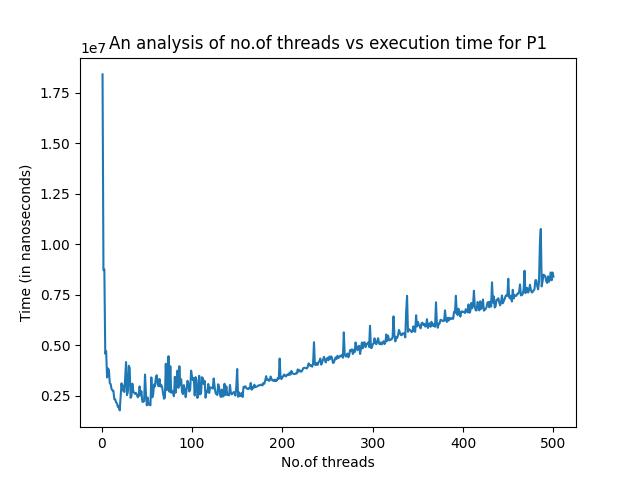 An analysis of no.of threads vs execution time for P1
1e7
1.75
1.50
1.25
1.00
0.75
0.50
0.25
Time (in nanoseconds)
0 100 200 300 400 500
No.of threads